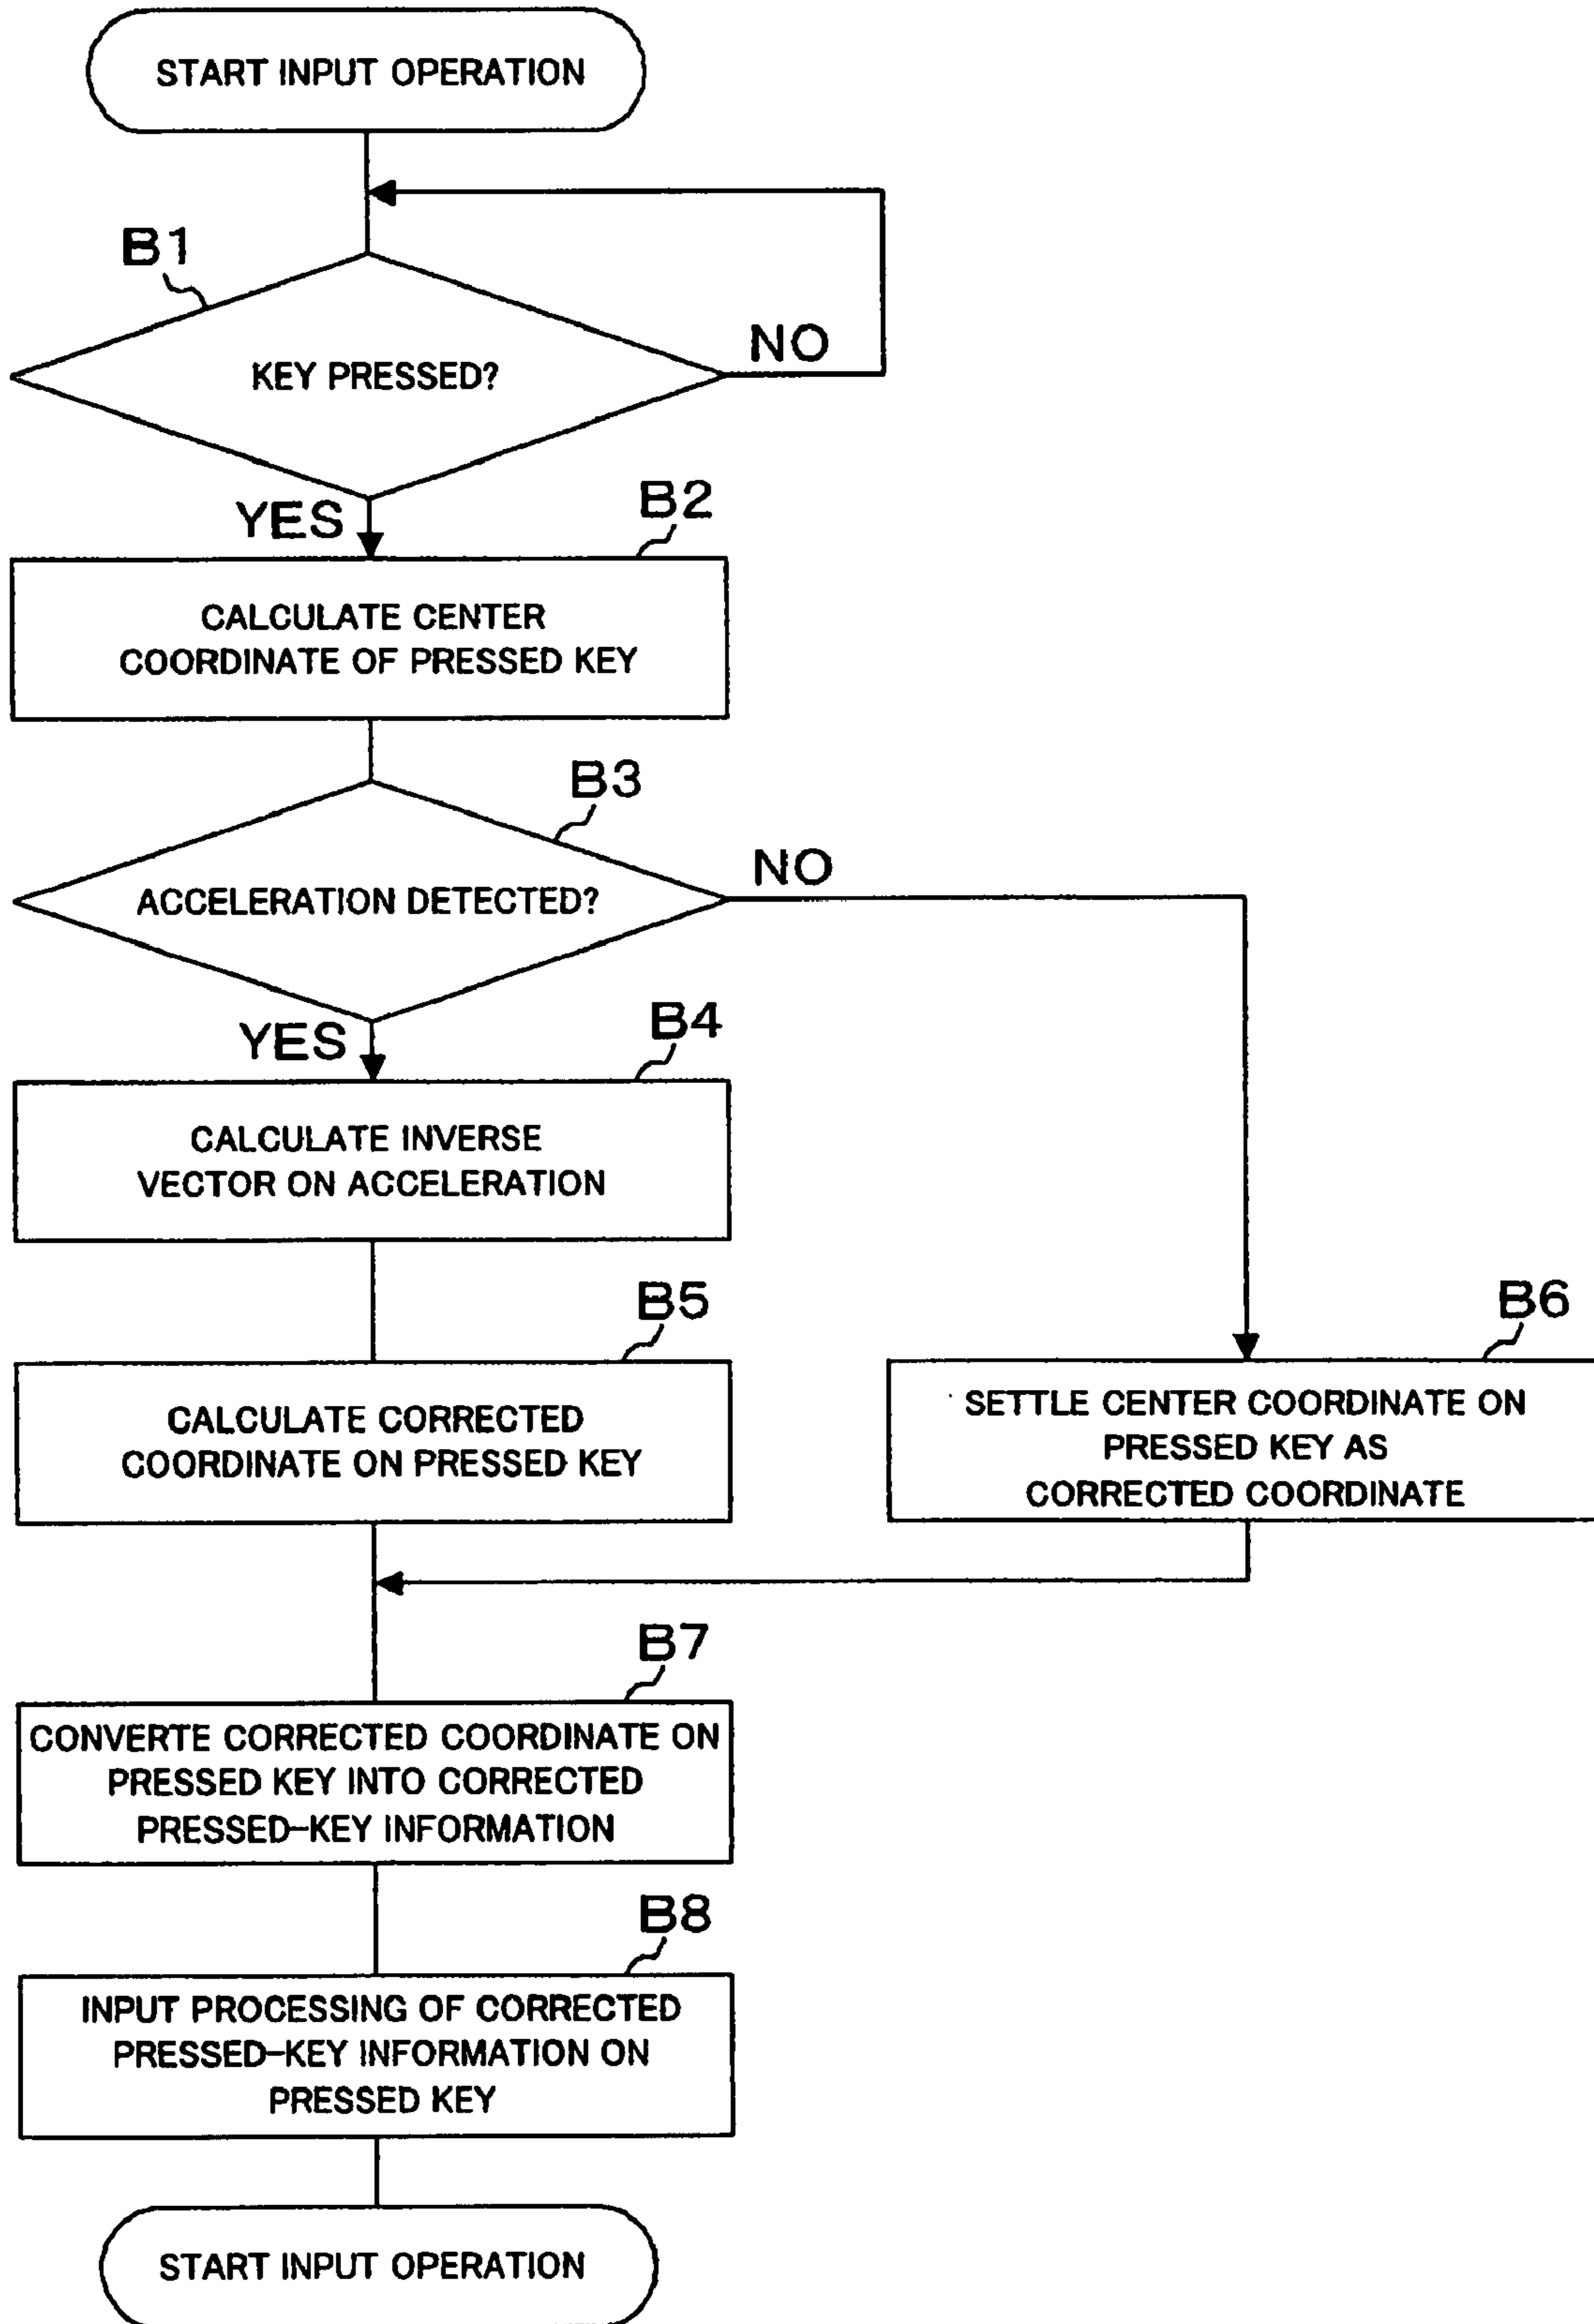 START INPUT OPERATION
B1
KEY PRESSED?
NO
YES
B2
CALCULATE CENTER
COORDINATE OF PRESSED KEY
B3
ACCELERATION DETECTED?
NO
YES
B4
CALCULATE INVERSE
VECTOR ON ACCELERATION
B5
CALCULATE CORRECTED
COORDINATE ON PRESSED KEY
B6
SETTLE CENTER COORDINATE ON
PRESSED KEY AS
CORRECTED COORDINATE
B7
CONVERTE CORRECTED COORDINATE ON
PRESSED KEY INTO CORRECTED
PRESSED-KEY INFORMATION
B8
INPUT PROCESSING OF CORRECTED
PRESSED-KEY INFORMATION ON
PRESSED KEY
START INPUT OPERATION